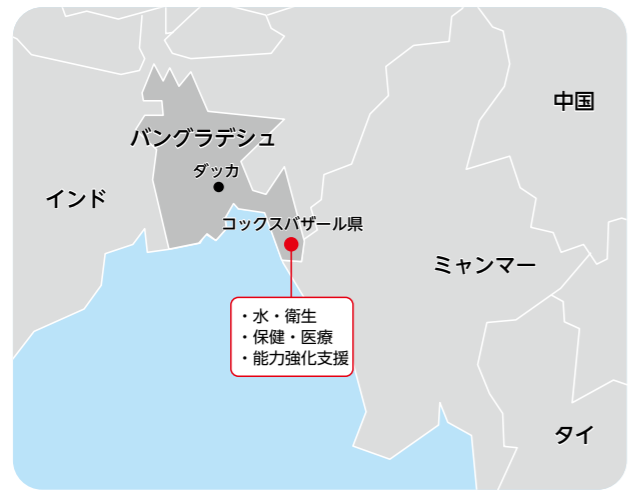 中国
バングラデシュ
ダッカ
インド
コックスバザール県
ミャンマー
・水・衛生
・保健・医療
・能力強化支援
タイ